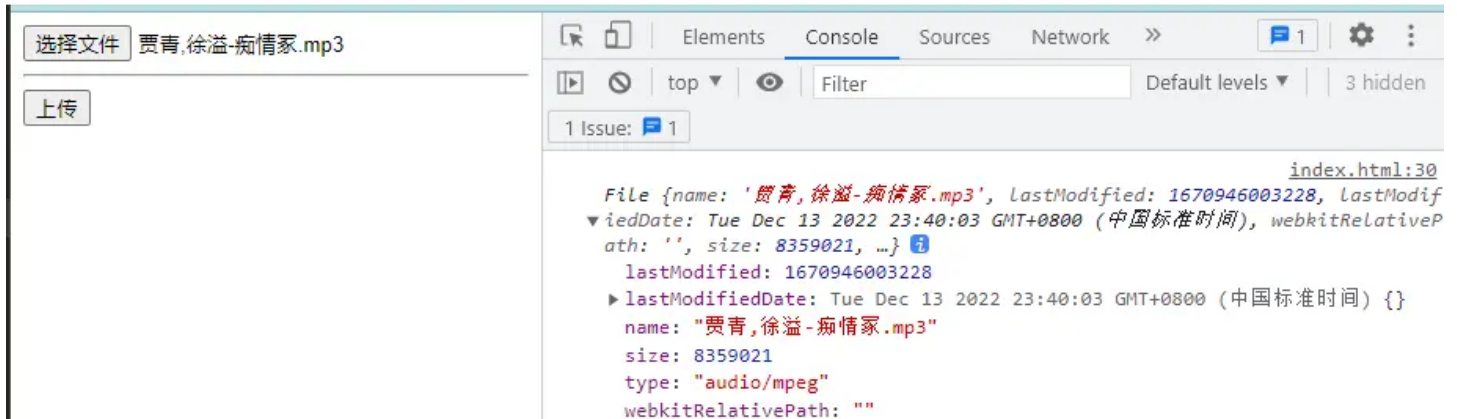 选择文件 贾青,徐溢-痴情冢.mp3
上传
Elements Console Sources Network » 1
top ▼ Filter Default levels ▼ 3 hidden
1 Issue: 1
index.html:30
File {name: '贾青,徐溢-痴情冢.mp3', lastModified: 1670946003228, lastModif
▼iedDate: Tue Dec 13 2022 23:40:03 GMT+0800 (中国标准时间), webkitRelativeP
ath: '', size: 8359021, …} i
lastModified: 1670946003228
▶lastModifiedDate: Tue Dec 13 2022 23:40:03 GMT+0800 (中国标准时间) {}
name: "贾青,徐溢-痴情冢.mp3"
size: 8359021
type: "audio/mpeg"
webkitRelativePath: ""